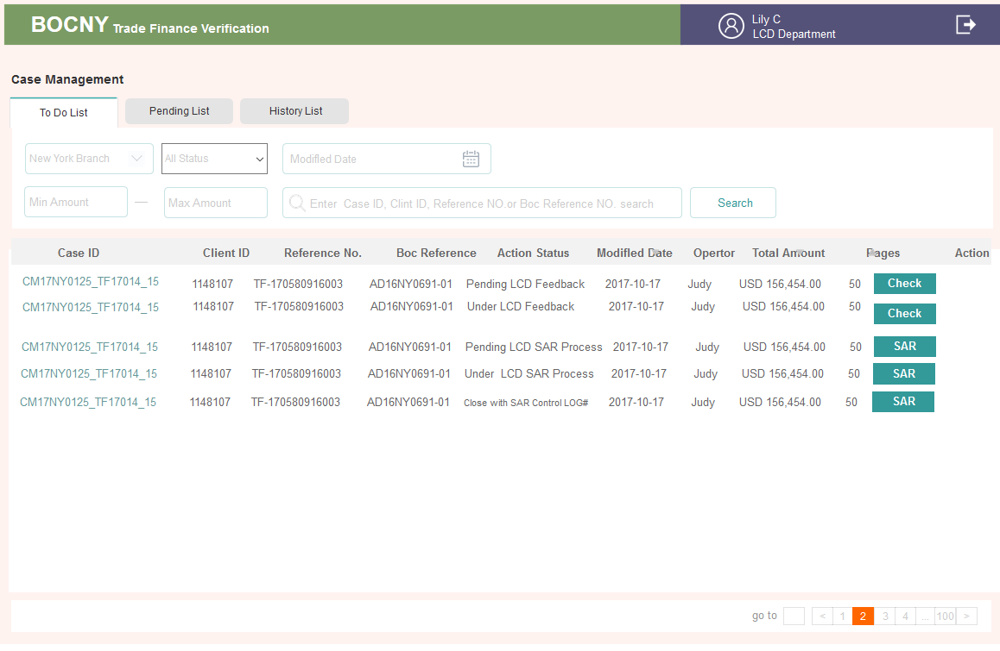 BOCNY Trade Finance Verification
Lily C
LCD Department
Case Management
To Do List Pending List History List
New York Branch All Status Modifled Date
Min Amount — Max Amount Enter Case ID, Clint ID, Reference NO.or Boc Reference NO. search Search
Case ID Client ID Reference No. Boc Reference Action Status Modifled Date Opertor Total Amount Pages Action
CM17NY0125_TF17014_15 1148107 TF-170580916003 AD16NY0691-01 Pending LCD Feedback 2017-10-17 Judy USD 156,454.00 50 Check
CM17NY0125_TF17014_15 1148107 TF-170580916003 AD16NY0691-01 Under LCD Feedback 2017-10-17 Judy USD 156,454.00 50 Check
CM17NY0125_TF17014_15 1148107 TF-170580916003 AD16NY0691-01 Pending LCD SAR Process 2017-10-17 Judy USD 156,454.00 50 SAR
CM17NY0125_TF17014_15 1148107 TF-170580916003 AD16NY0691-01 Under LCD SAR Process 2017-10-17 Judy USD 156,454.00 50 SAR
CM17NY0125_TF17014_15 1148107 TF-170580916003 AD16NY0691-01 Close with SAR Control LOG# 2017-10-17 Judy USD 156,454.00 50 SAR
go to < 1 2 3 4 ... 100 >